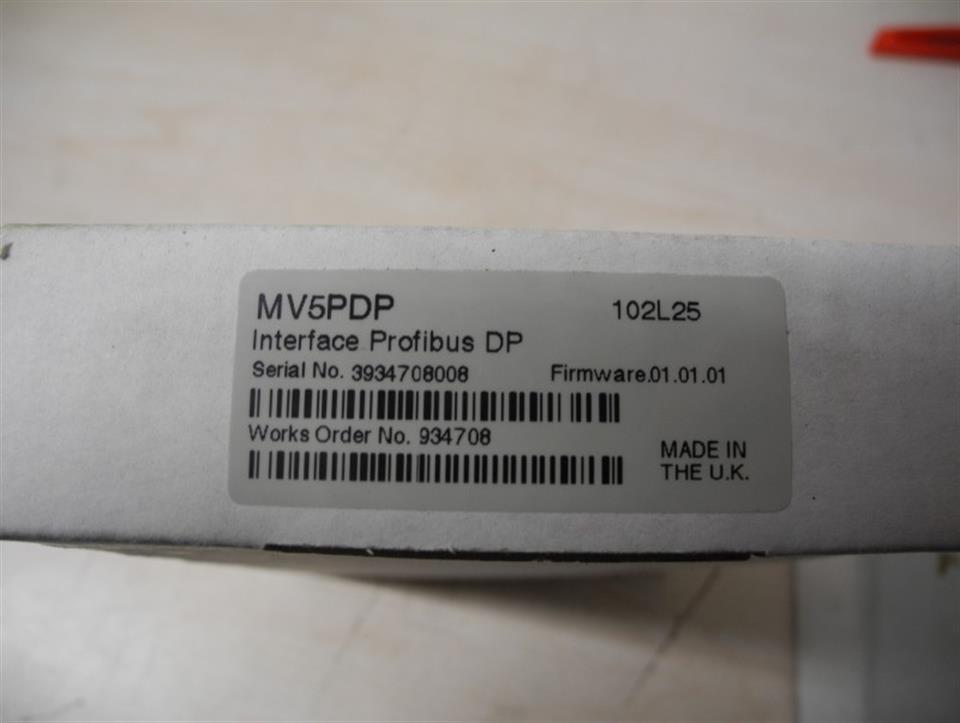 MV5PDP 102L25
Interface Profibus DP
Serial No. 3934708008 Firmware.01.01.01
Works Order No. 934708
MADE IN
THE U.K.